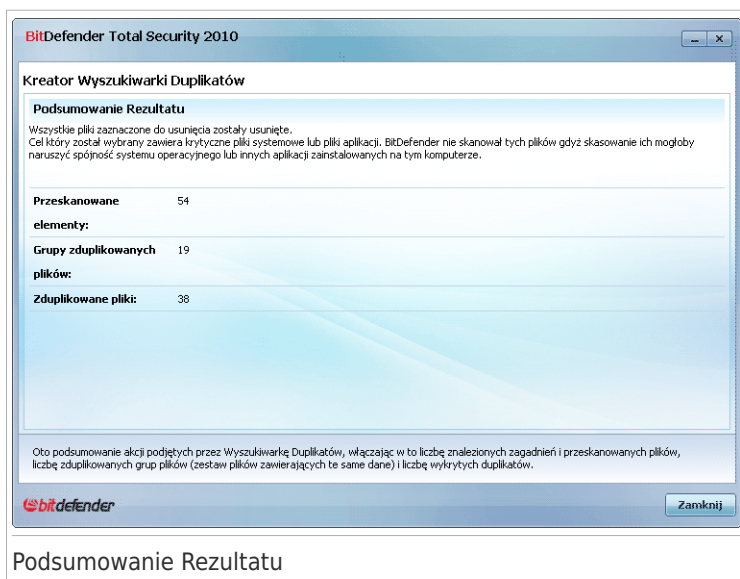 BitDefender Total Security 2010
Kreator Wyszukiwarki Duplikatów
Podsumowanie Rezultatu
Wszystkie pliki zaznaczone do usunięcia zostały usunięte.
Cel który został wybrany zawiera krytyczne pliki systemowe lub pliki aplikacji. BitDefender nie skanował tych plików gdyż skasowanie ich mogłoby
naruszyć spójność systemu operacyjnego lub innych aplikacji zainstalowanych na tym komputerze.
Przeskanowane 54
elementy:
Grupy zduplikowanych 19
plików:
Zduplikowane pliki: 38
Oto podsumowanie akcji podjętych przez Wyszukiwarkę Duplikatów, włączając w to liczbę znalezionych zagadnień i przeskanowanych plików,
liczbę zduplikowanych grup plików (zestaw plików zawierających te same dane) i liczbę wykrytych duplikatów.
bitdefender Zamknij
Podsumowanie Rezultatu